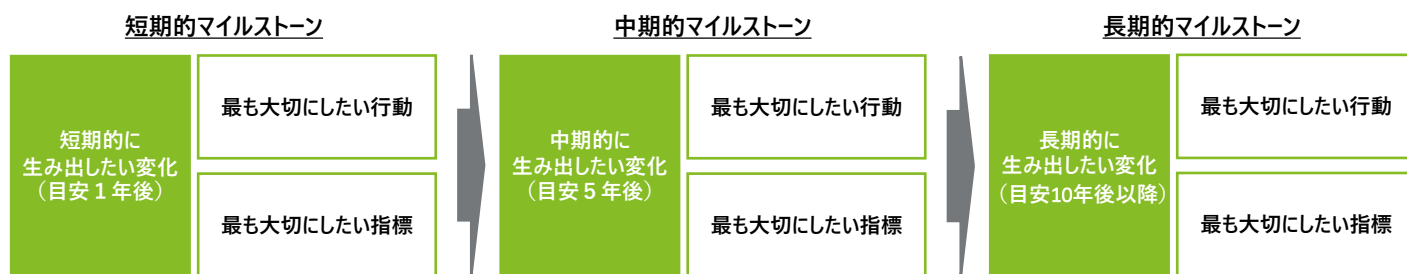 短期的マイルストーン
短期的に
生み出したい変化
（目安１年後）
最も大切にしたい行動
最も大切にしたい指標
中期的マイルストーン
中期的に
生み出したい変化
（目安５年後）
最も大切にしたい行動
最も大切にしたい指標
長期的マイルストーン
長期的に
生み出したい変化
（目安10年後以降）
最も大切にしたい行動
最も大切にしたい指標